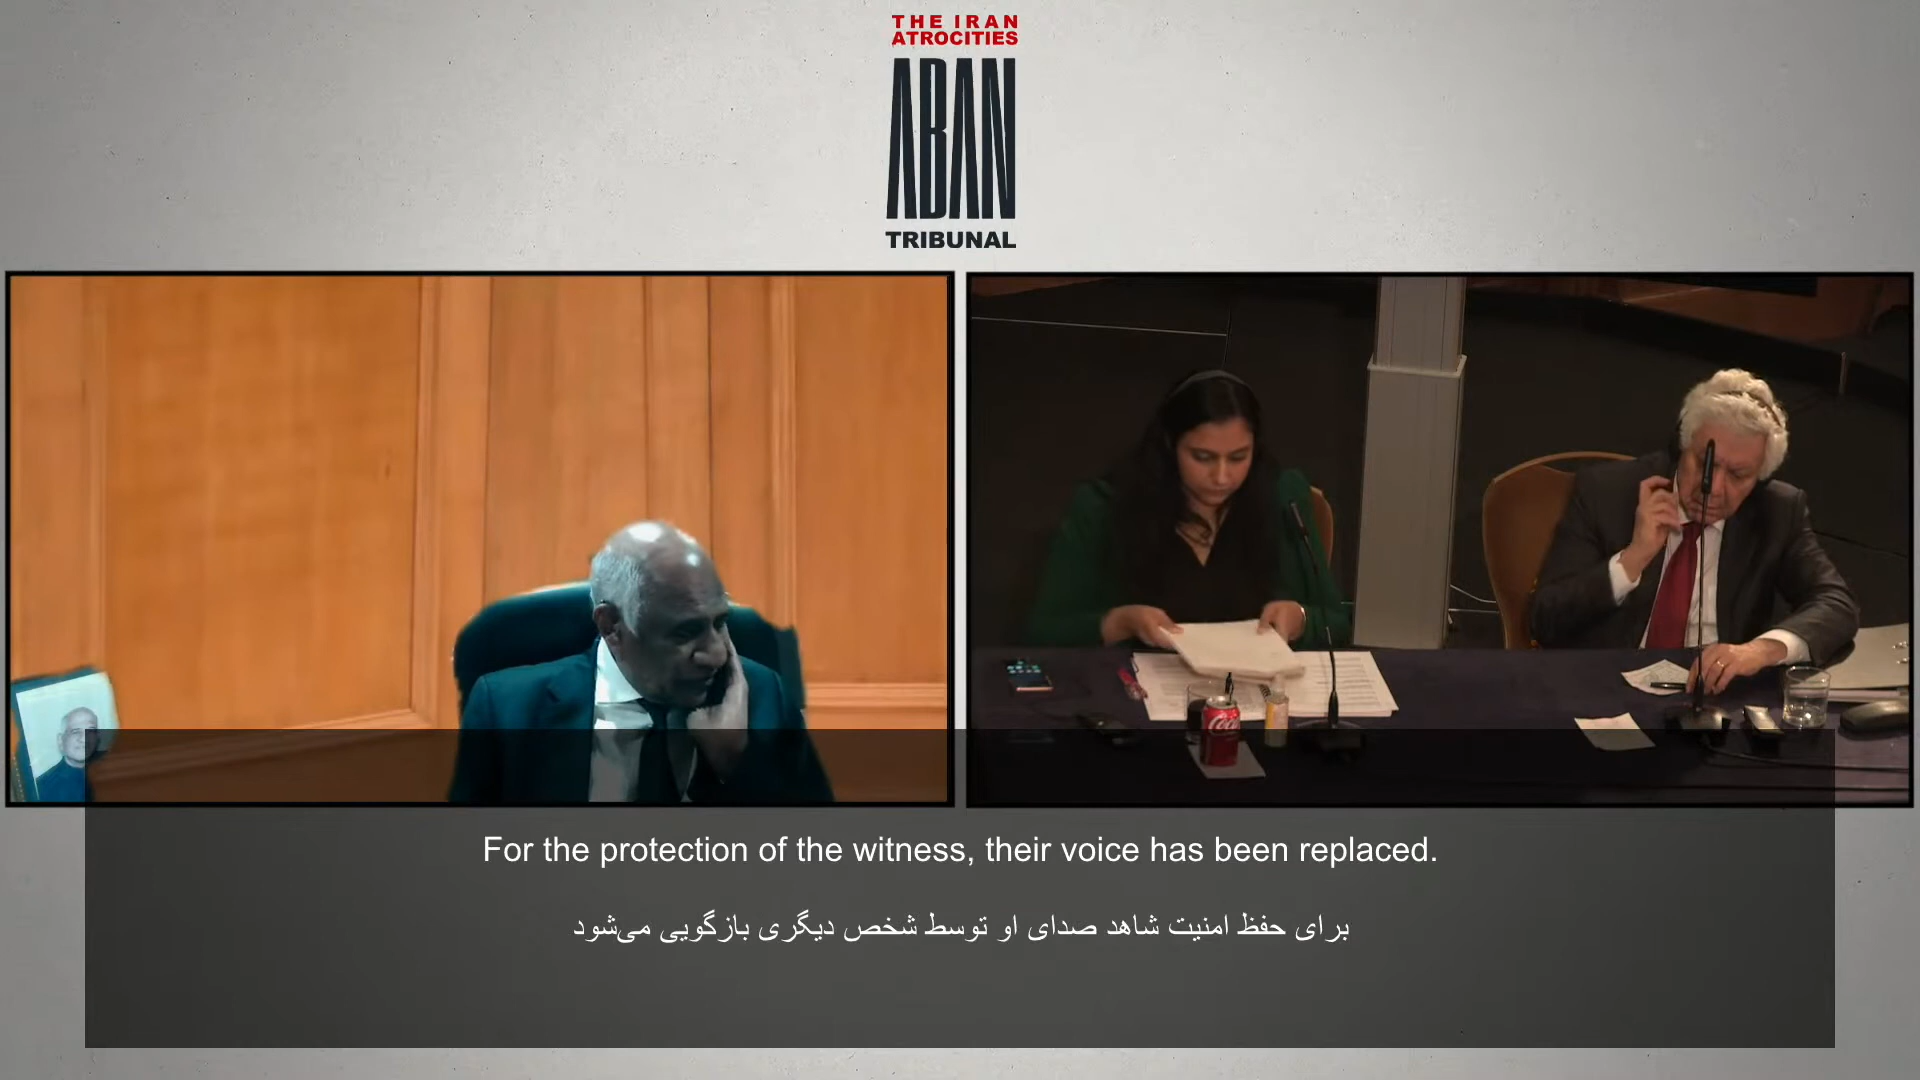 THE IRAN
ATROCITIES
ABAN
TRIBUNAL
For the protection of the witness, their voice has been replaced.
برای حفظ امنیت شاهد صدای او توسط شخص دیگری بازگویی می‌شود